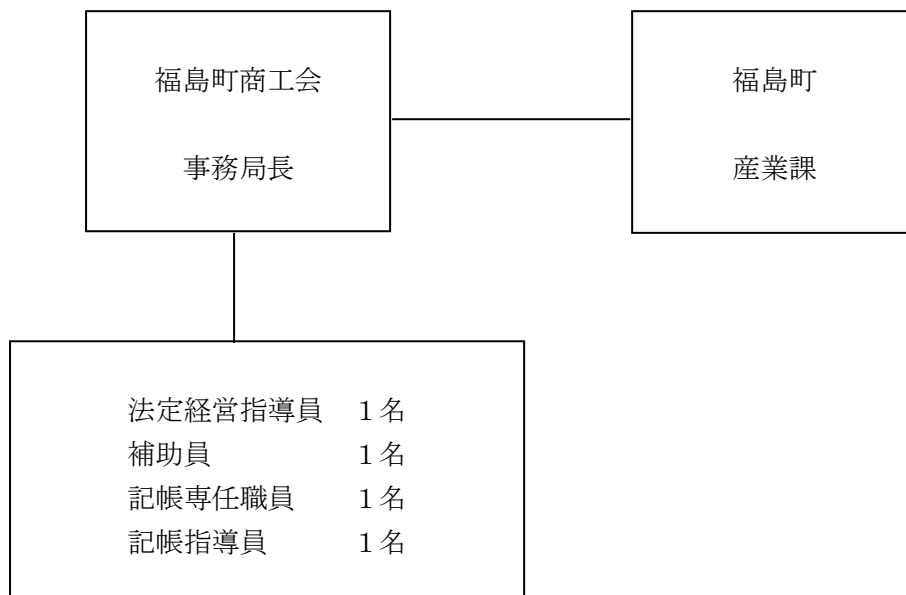 福島町商工会
事務局長
福島町
産業課
法定経営指導員　１名
補助員　１名
記帳専任職員　１名
記帳指導員　１名